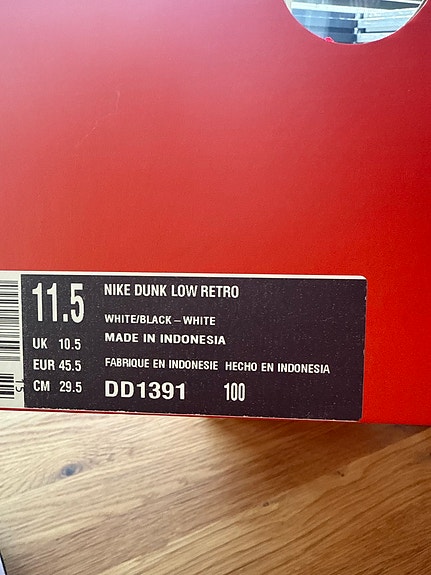 11.5
NIKE DUNK LOW RETRO
WHITE/BLACK – WHITE
UK 10.5
MADE IN INDONESIA
EUR 45.5
FABRIQUE EN INDONESIE HECHO EN INDONESIA
CM 29.5
DD1391 100